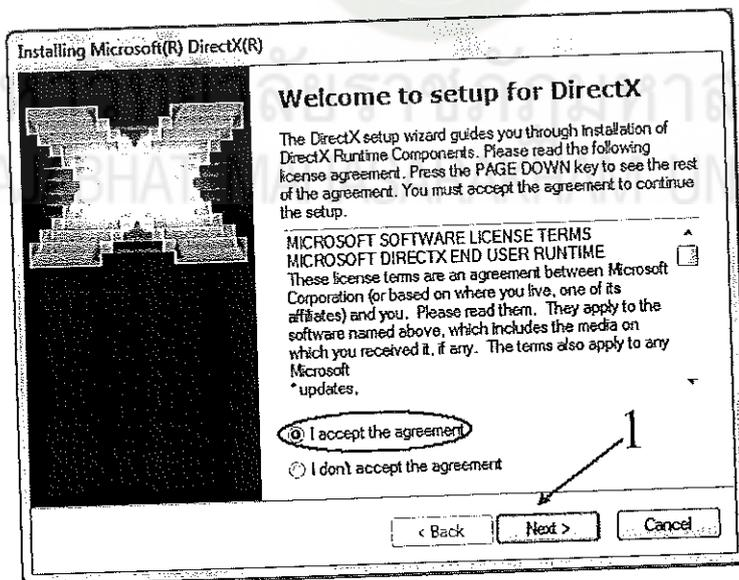 Installing Microsoft(R) DirectX(R)
Welcome to setup for DirectX
The DirectX setup wizard guides you through installation of
DirectX Runtime Components. Please read the following
license agreement. Press the PAGE DOWN key to see the rest
of the agreement. You must accept the agreement to continue
the setup.
MICROSOFT SOFTWARE LICENSE TERMS
MICROSOFT DIRECTX END USER RUNTIME
These license terms are an agreement between Microsoft
Corporation (or based on where you live, one of its
affiliates) and you. Please read them. They apply to the
software named above, which includes the media on
which you received it, if any. The terms also apply to any
Microsoft
*updates,
I accept the agreement
I don't accept the agreement
1
< Back
Next >
Cancel